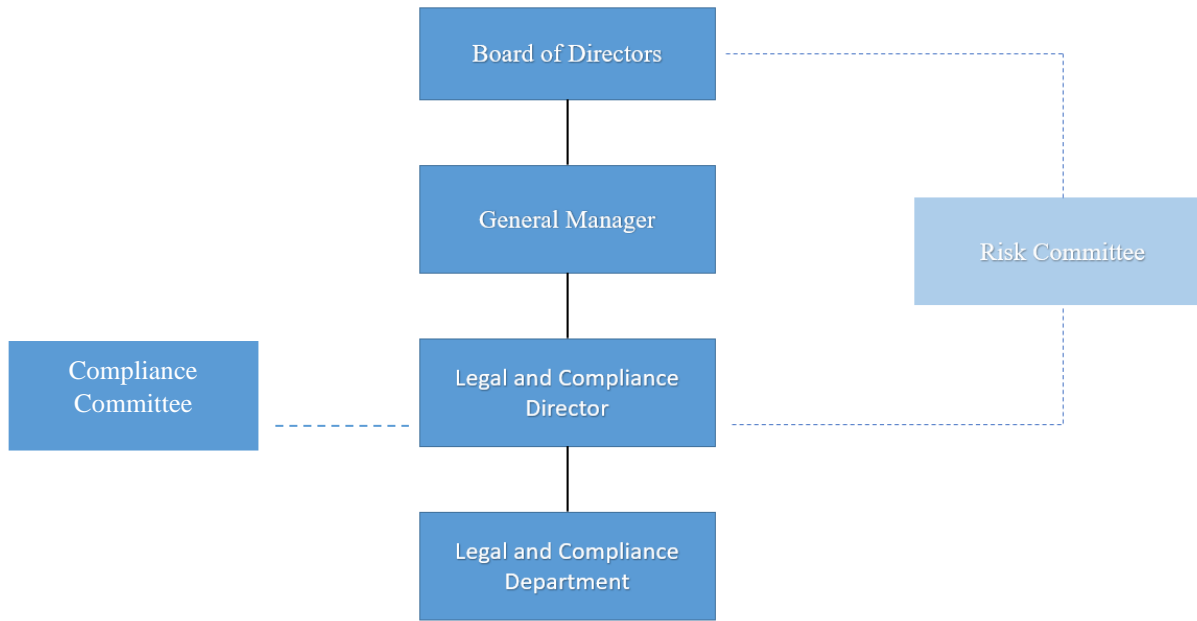 Board of Directors
General Manager
Risk Committee
Compliance
Committee
Legal and Compliance
Director
Legal and Compliance
Department